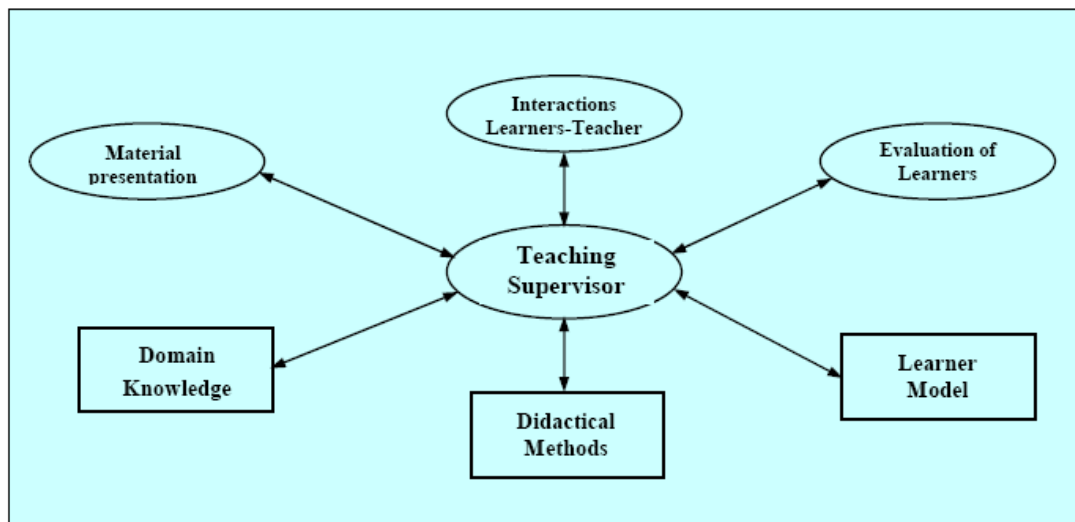 Interactions
Learners-Teacher
Material
presentation
Evaluation of
Learners
Teaching
Supervisor
Domain
Knowledge
Didactical
Methods
Learner
Model